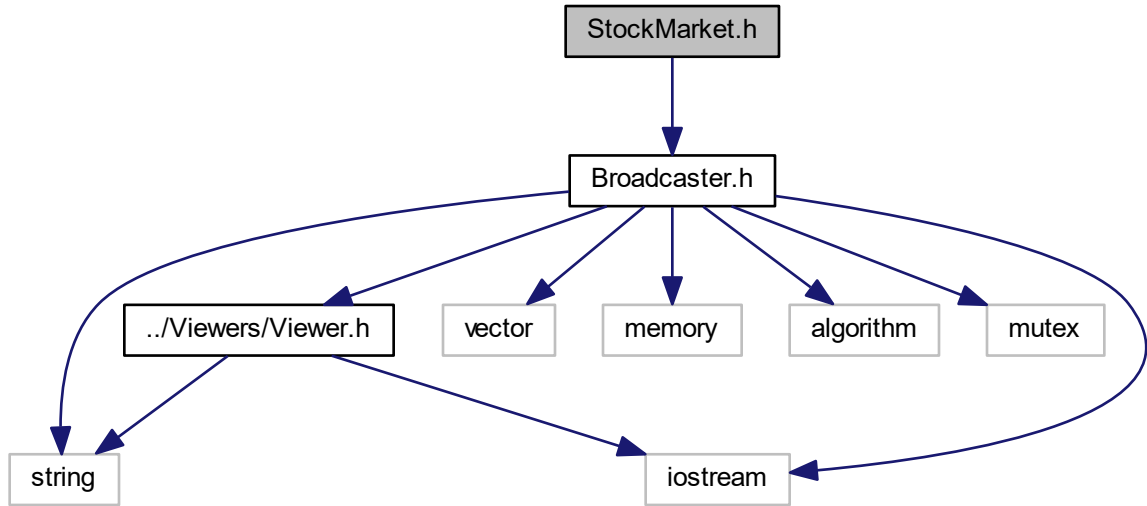 StockMarket.h
Broadcaster.h
../Viewers/Viewer.h
vector
memory
algorithm
mutex
string
iostream